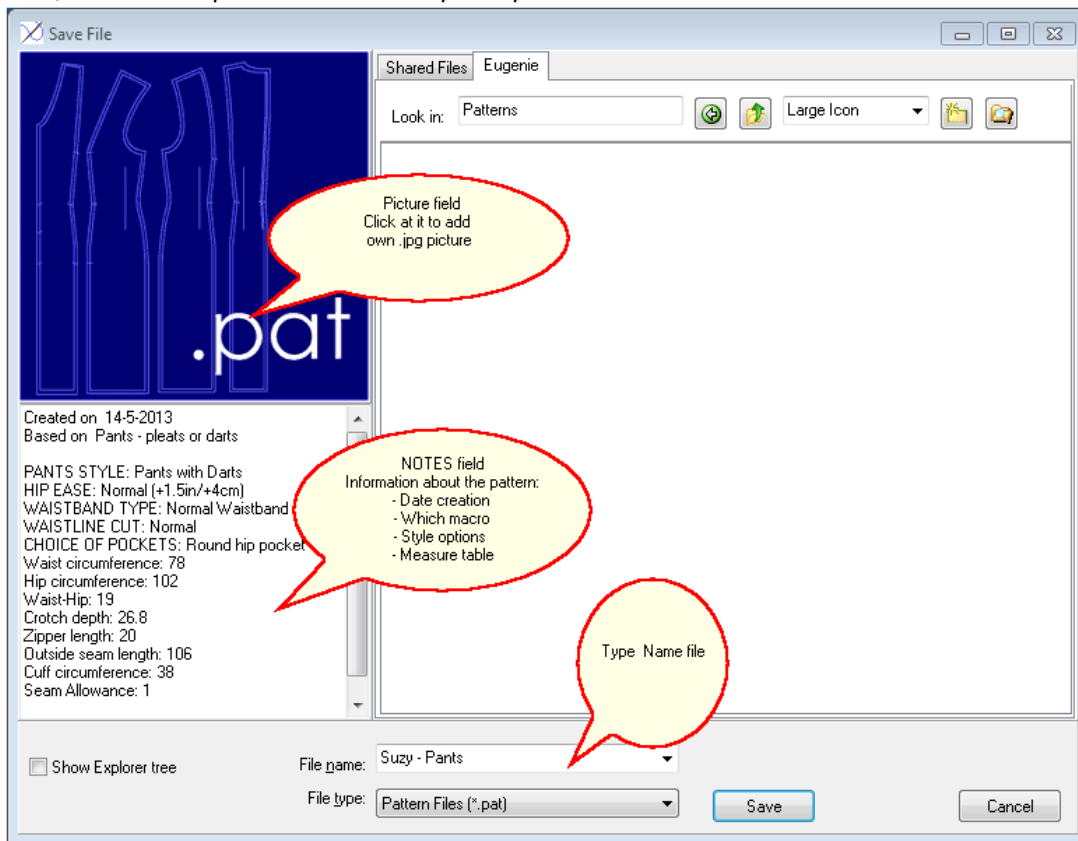 Save File
Shared Files Eugenie
Look in: Patterns Large Icon
Picture field
Click at it to add
own .jpg picture
.pat
Created on 14-5-2013
Based on Pants - pleats or darts
PANTS STYLE: Pants with Darts
HIP EASE: Normal (+1.5in/+4cm)
WAISTBAND TYPE: Normal Waistband
WAISTLINE CUT: Normal
CHOICE OF POCKETS: Round hip pocket
Waist circumference: 78
Hip circumference: 102
Waist-Hip: 19
Crotch depth: 26.8
Zipper length: 20
Outside seam length: 106
Cuff circumference: 38
Seam Allowance: 1
NOTES field
Information about the pattern:
- Date creation
- Which macro
- Style options
- Measure table
Type Name file
Show Explorer tree
File name: Suzy - Pants
File type: Pattern Files (*.pat)
Save Cancel